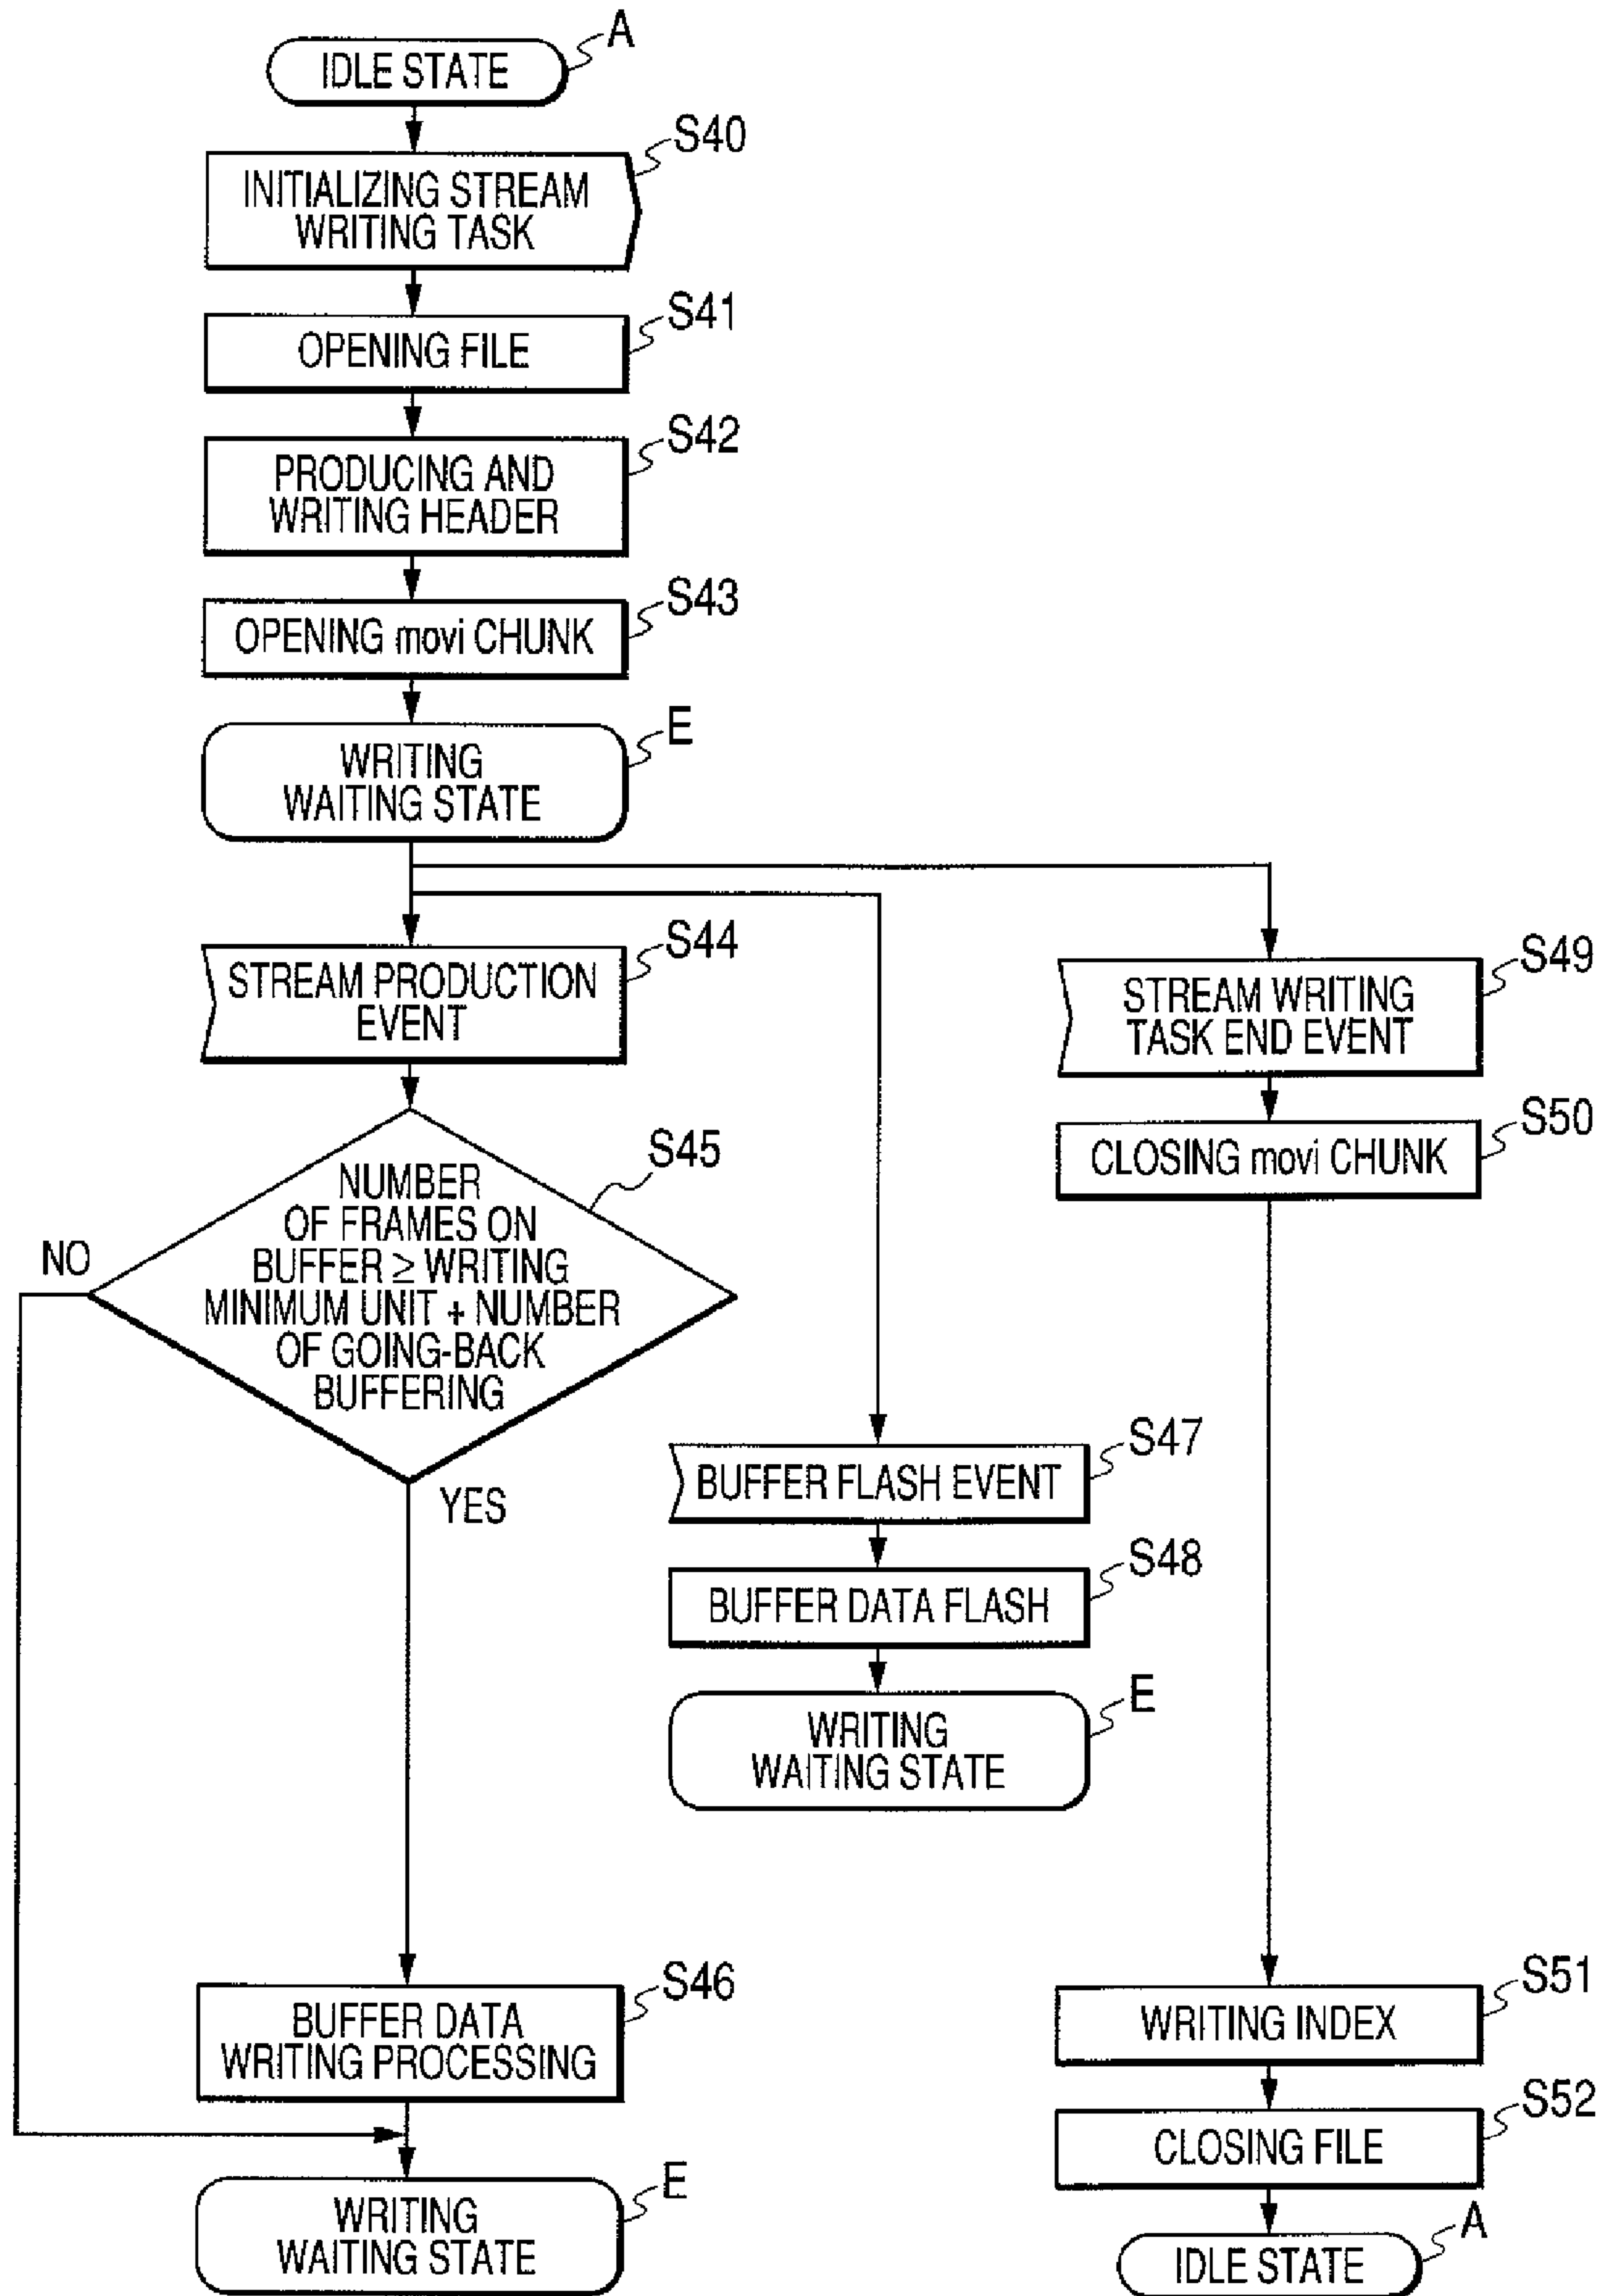 IDLE STATE
A
INITIALIZING STREAM
WRITING TASK
S40
OPENING FILE
S41
PRODUCING AND
WRITING HEADER
S42
OPENING movi CHUNK
S43
WRITING
WAITING STATE
E
STREAM PRODUCTION
EVENT
S44
NUMBER
OF FRAMES ON
BUFFER ≥ WRITING
MINIMUM UNIT + NUMBER
OF GOING-BACK
BUFFERING
S45
NO
YES
BUFFER DATA
WRITING PROCESSING
S46
WRITING
WAITING STATE
E
BUFFER FLASH EVENT
S47
BUFFER DATA FLASH
S48
WRITING
WAITING STATE
E
STREAM WRITING
TASK END EVENT
S49
CLOSING movi CHUNK
S50
WRITING INDEX
S51
CLOSING FILE
S52
IDLE STATE
A